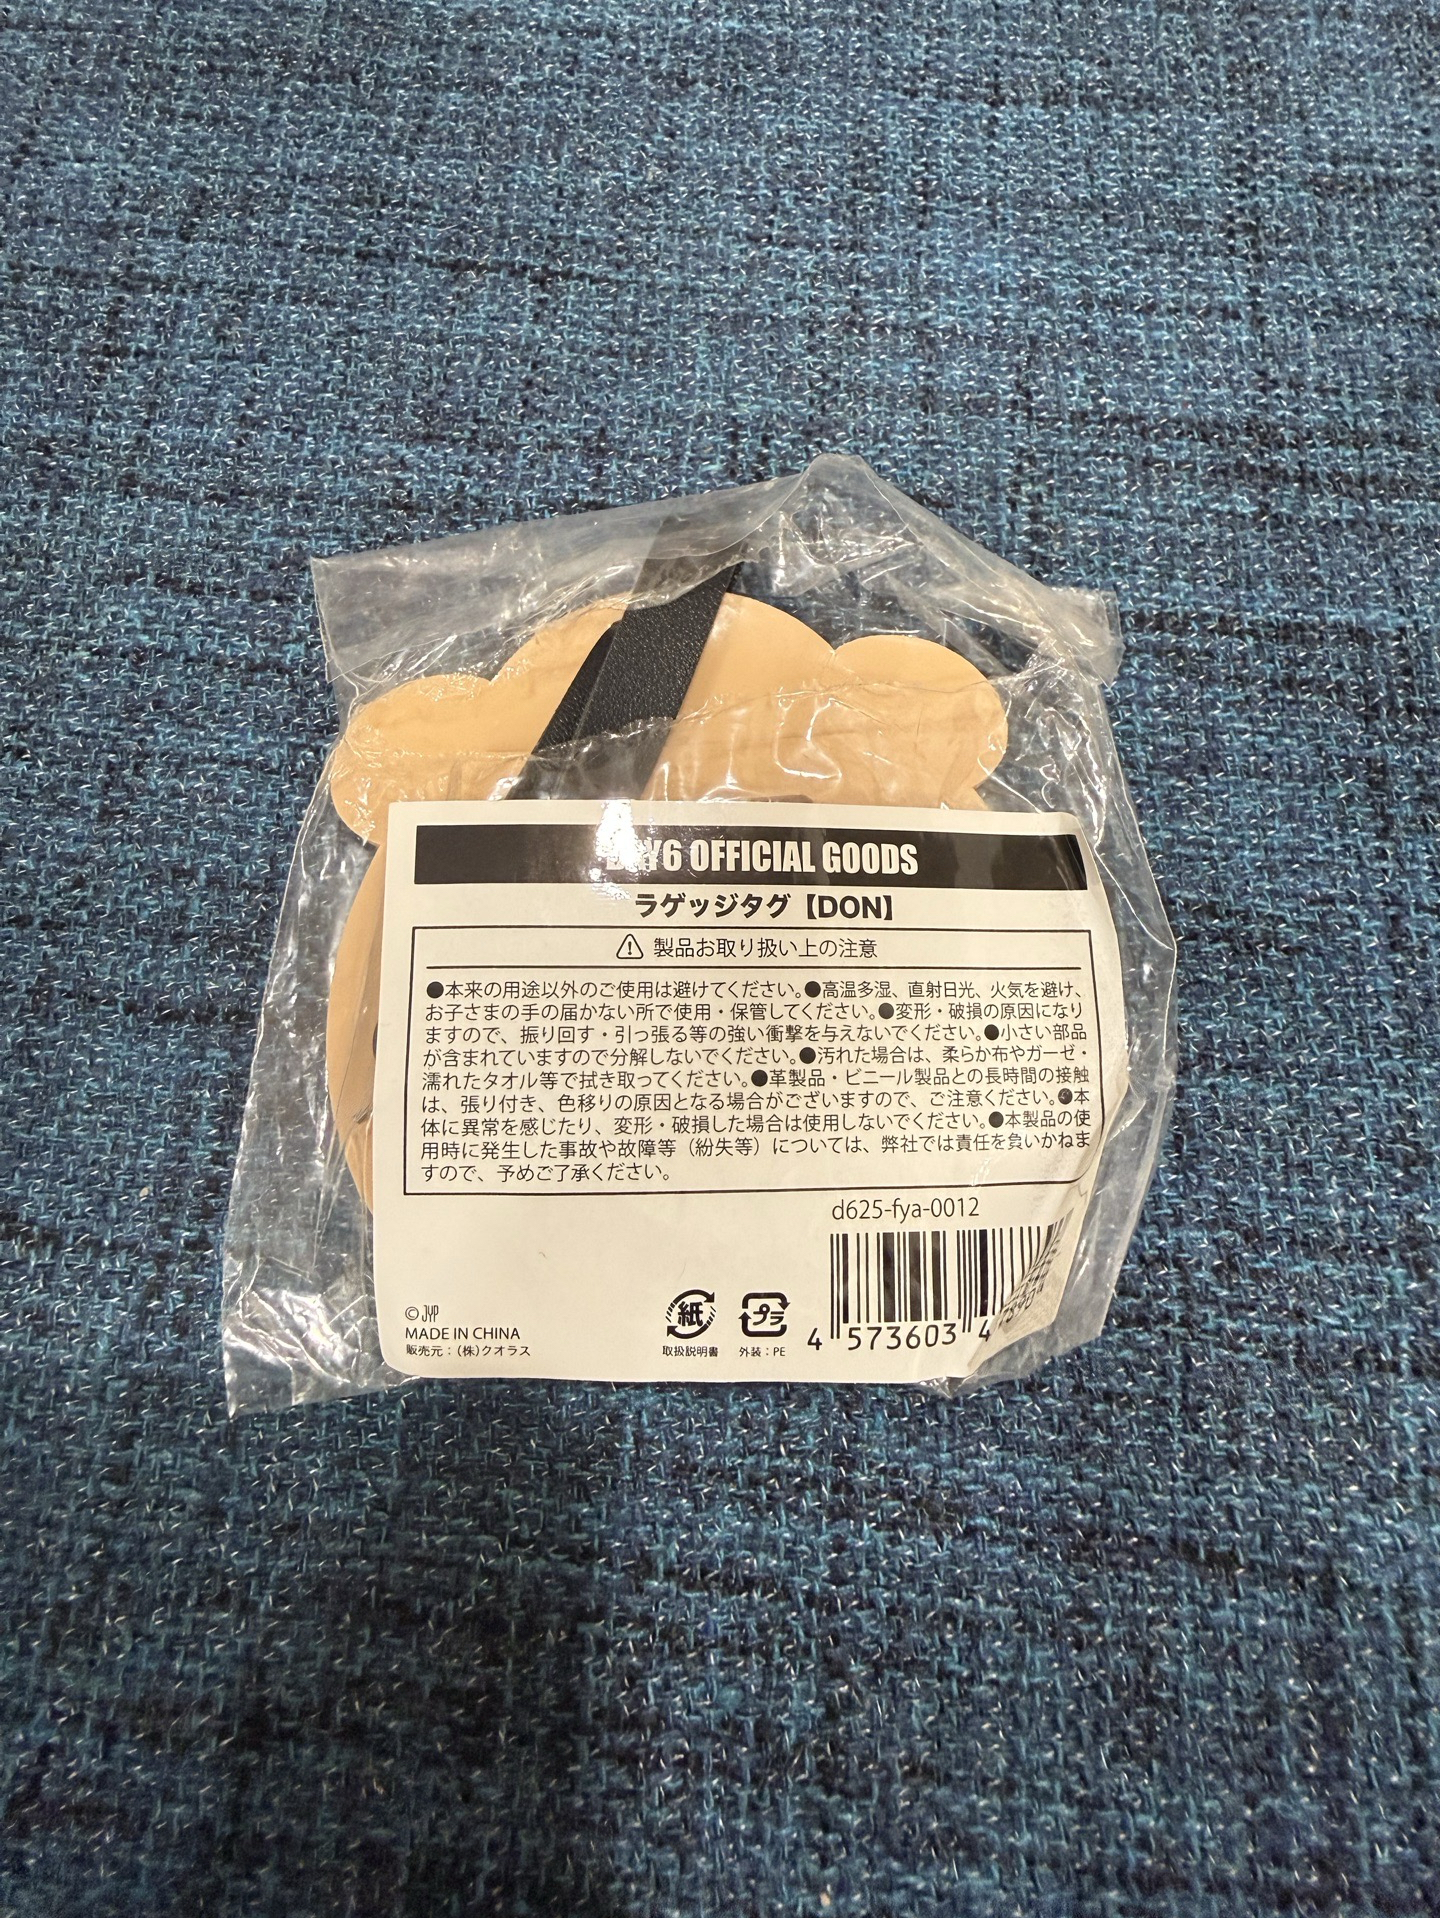 DAY6 OFFICIAL GOODS
ラゲッジタグ【DON】
製品お取り扱い上の注意
●本来の用途以外のご使用は避けてください。●高温多湿、直射日光、火気を避け、
お子さまの手の届かない所で使用・保管してください。●変形・破損の原因になり
ますので、振り回す・引っ張る等の強い衝撃を与えないでください。●小さい部品
が含まれていますので分解しないでください。●汚れた場合は、柔らか布やガーゼ・
濡れたタオル等で拭き取ってください。●革製品・ビニール製品との長時間の接触
は、張り付き、色移りの原因となる場合がございますので、ご注意ください。●本
体に異常を感じたり、変形・破損した場合は使用しないでください。●本製品の使
用時に発生した事故や故障等（紛失等）については、弊社では責任を負いかねま
すので、予めご了承ください。
d625-fya-0012
© JYP
MADE IN CHINA
販売元：（株）クオラス
紙
取扱説明書
プラ
外装：PE
4 573603 4